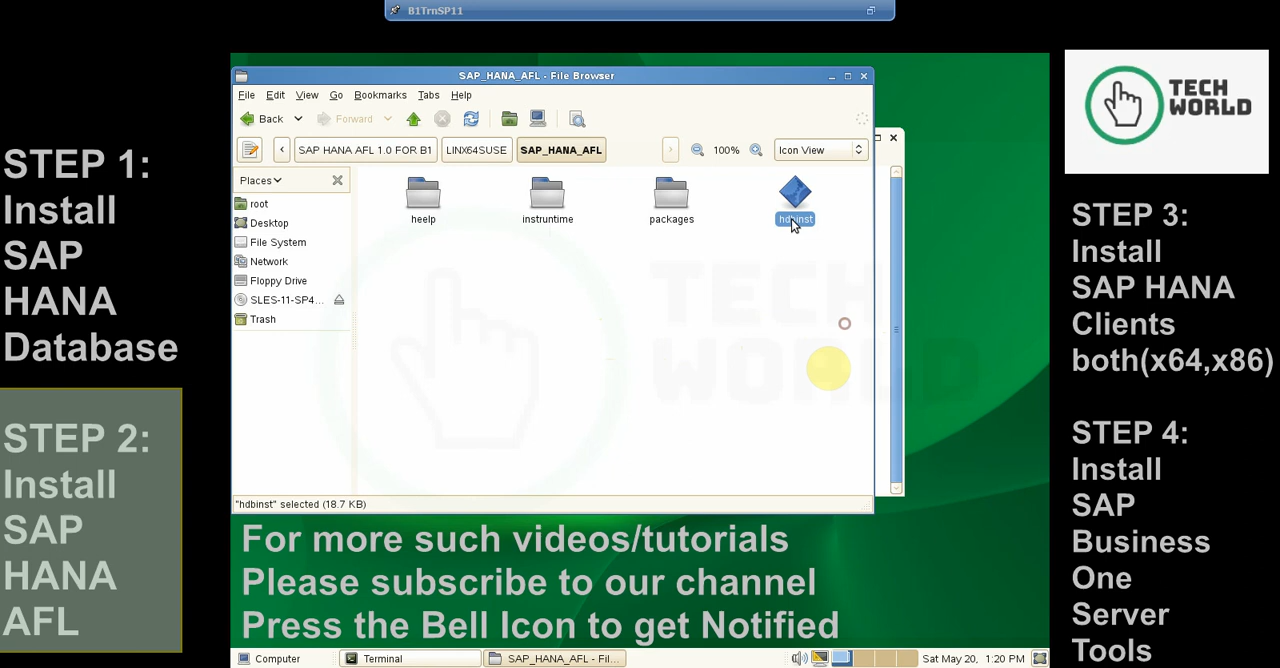 B1TrnSP11
STEP 1:
Install
SAP
HANA
Database
STEP 2:
Install
SAP
HANA
AFL
SAP_HANA_AFL - File Browser
File Edit View Go Bookmarks Tabs Help
Back Forward
SAP HANA AFL 1.0 FOR B1 LINX64SUSE SAP_HANA_AFL 100% Icon View
Places
root
Desktop
File System
Network
Floppy Drive
SLES-11-SP4...
Trash
heelp instruntime packages hdbinst
TECH
WORLD
"hdbinst" selected (18.7 KB)
For more such videos/tutorials
Please subscribe to our channel
Press the Bell Icon to get Notified
Computer Terminal SAP_HANA_AFL - Fil... Sat May 20, 1:20 PM
TECH
WORLD
STEP 3:
Install
SAP HANA
Clients
both(x64,x86)
STEP 4:
Install
SAP
Business
One
Server
Tools